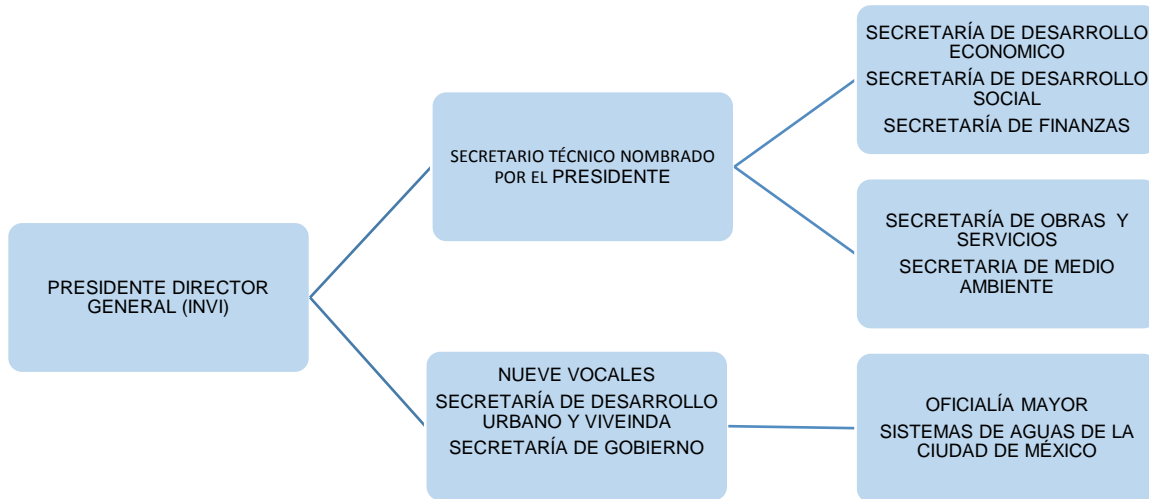 PRESIDENTE DIRECTOR
GENERAL (INVI)
SECRETARIO TÉCNICO NOMBRADO
POR EL PRESIDENTE
SECRETARÍA DE DESARROLLO
ECONOMICO
SECRETARÍA DE DESARROLLO
SOCIAL
SECRETARÍA DE FINANZAS
SECRETARÍA DE OBRAS Y
SERVICIOS
SECRETARIA DE MEDIO
AMBIENTE
NUEVE VOCALES
SECRETARÍA DE DESARROLLO
URBANO Y VIVEINDA
SECRETARÍA DE GOBIERNO
OFICIALÍA MAYOR
SISTEMAS DE AGUAS DE LA
CIUDAD DE MÉXICO